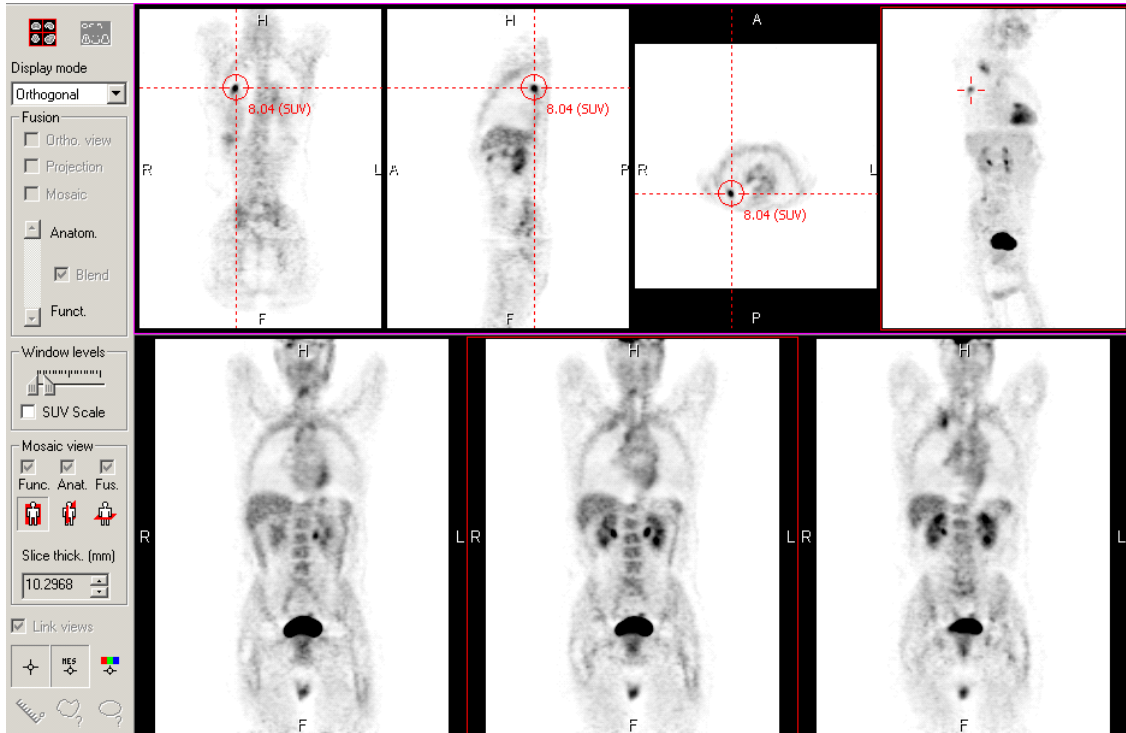 Display mode
Orthogonal
Fusion
Ortho. view
Projection
Mosaic
Anatom.
Blend
Funct.
Window levels
SUV Scale
Mosaic view
Func. Anat. Fus.
Slice thick. (mm)
10.2968
Link views
MES
?
?
H
R
L
F
8.04 (SUV)
H
A
P
F
8.04 (SUV)
A
R
L
P
8.04 (SUV)
H
R
L
F
H
R
L
F
H
R
L
F